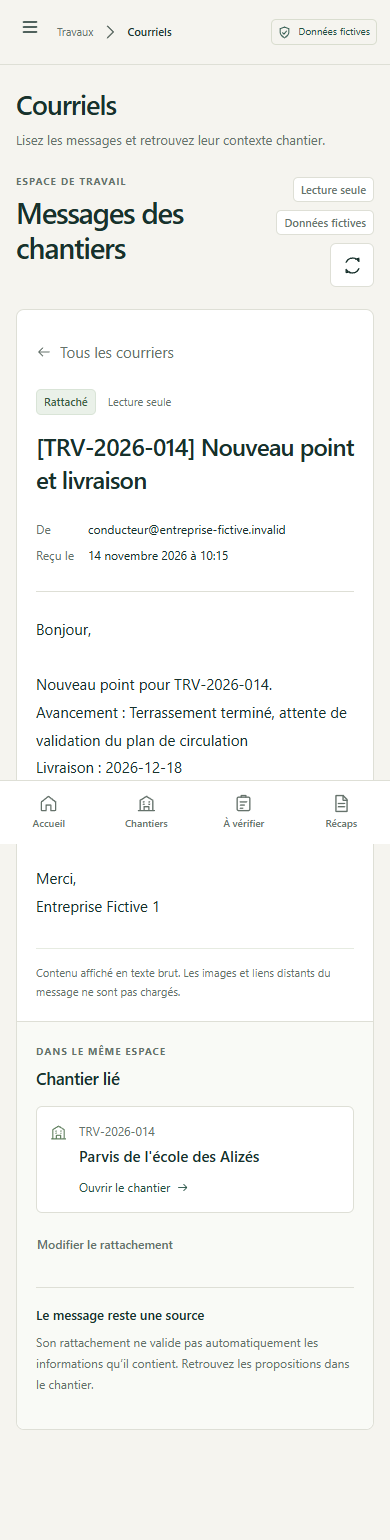 Travaux
Courriels
Données fictives
Courriels
Lisez les messages et retrouvez leur contexte chantier.
ESPACE DE TRAVAIL
Messages des
chantiers
Lecture seule
Données fictives
Tous les courriers
Rattaché
Lecture seule
[TRV-2026-014] Nouveau point
et livraison
De conducteur@entreprise-fictive.invalid
Reçu le 14 novembre 2026 à 10:15
Bonjour,
Nouveau point pour TRV-2026-014.
Avancement : Terrassement terminé, attente de
validation du plan de circulation
Livraison : 2026-12-18
Accueil
Chantiers
À vérifier
Récaps
Merci,
Entreprise Fictive 1
Contenu affiché en texte brut. Les images et liens distants du
message ne sont pas chargés.
DANS LE MÊME ESPACE
Chantier lié
TRV-2026-014
Parvis de l'école des Alizés
Ouvrir le chantier →
Modifier le rattachement
Le message reste une source
Son rattachement ne valide pas automatiquement les
informations qu'il contient. Retrouvez les propositions dans
le chantier.